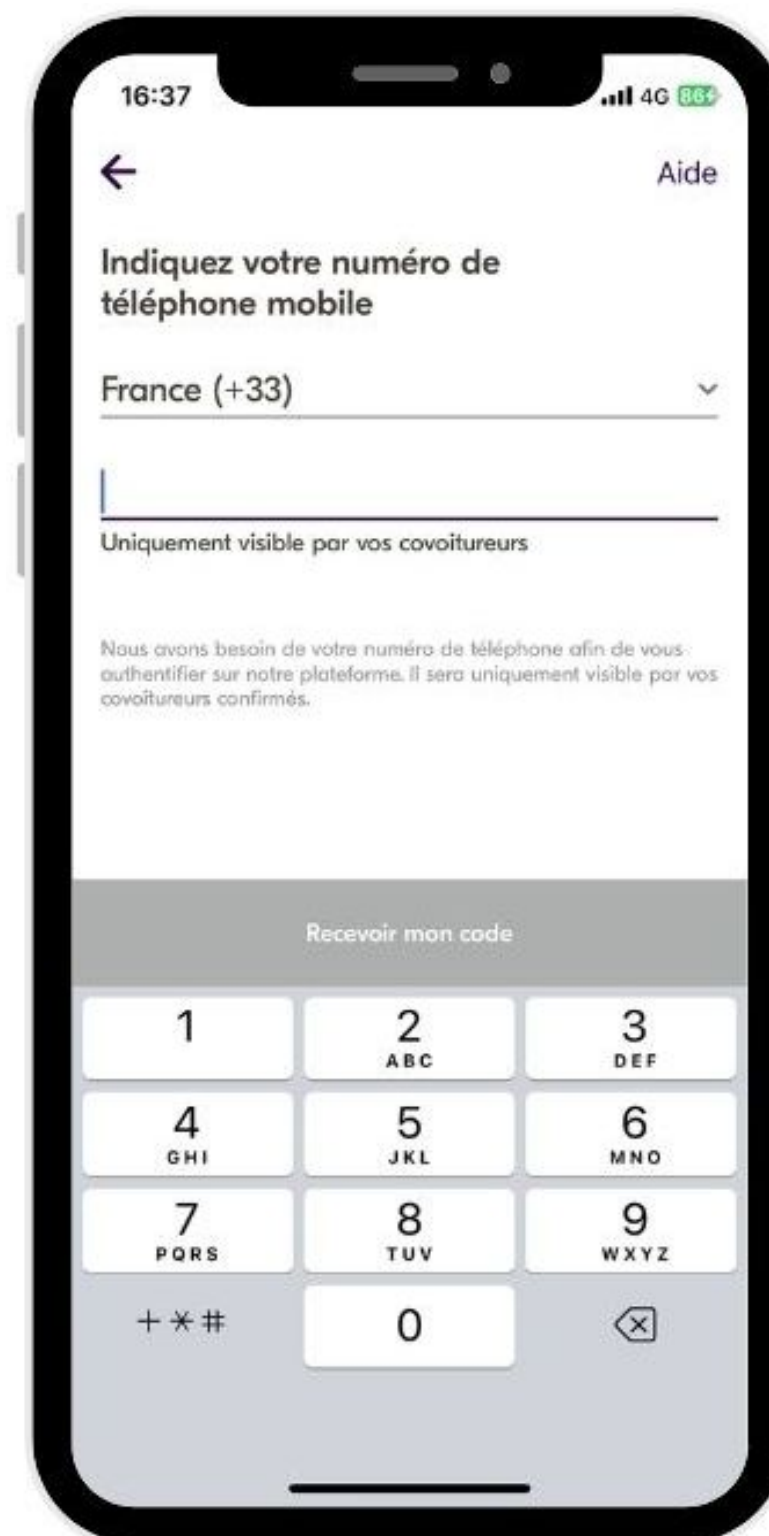 16:37
4G 86
Aide
Indiquez votre numéro de
téléphone mobile
France (+33)
Uniquement visible par vos covoitureurs
Nous avons besoin de votre numéro de téléphone afin de vous
authentifier sur notre plateforme. Il sera uniquement visible par vos
covoitureurs confirmés.
Recevoir mon code
1 2 3
ABC DEF
4 5 6
GHI JKL MNO
7 8 9
PQRS TUV WXYZ
+ * # 0